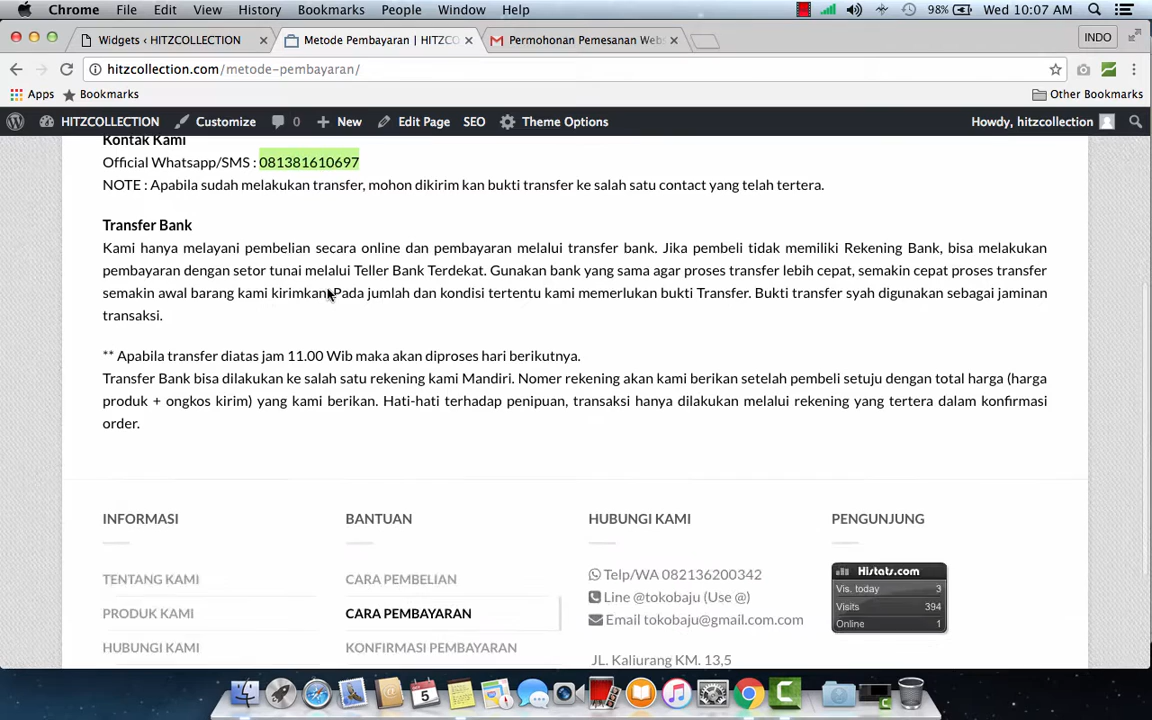 Chrome File Edit View History Bookmarks People Window Help 98% Wed 10:07 AM
Widgets ‹ HITZCOLLECTION Metode Pembayaran | HITZCO Permohonan Pemesanan Web INDO
hitzcollection.com/metode-pembayaran/
Apps Bookmarks Other Bookmarks
HITZCOLLECTION Customize 0 New Edit Page SEO Theme Options Howdy, hitzcollection
Kontak Kami
Official Whatsapp/SMS : 081381610697
NOTE : Apabila sudah melakukan transfer, mohon dikirim kan bukti transfer ke salah satu contact yang telah tertera.
Transfer Bank
Kami hanya melayani pembelian secara online dan pembayaran melalui transfer bank. Jika pembeli tidak memiliki Rekening Bank, bisa melakukan
pembayaran dengan setor tunai melalui Teller Bank Terdekat. Gunakan bank yang sama agar proses transfer lebih cepat, semakin cepat proses transfer
semakin awal barang kami kirimkan Pada jumlah dan kondisi tertentu kami memerlukan bukti Transfer. Bukti transfer syah digunakan sebagai jaminan
transaksi.
** Apabila transfer diatas jam 11.00 Wib maka akan diproses hari berikutnya.
Transfer Bank bisa dilakukan ke salah satu rekening kami Mandiri. Nomer rekening akan kami berikan setelah pembeli setuju dengan total harga (harga
produk + ongkos kirim) yang kami berikan. Hati-hati terhadap penipuan, transaksi hanya dilakukan melalui rekening yang tertera dalam konfirmasi
order.
INFORMASI
TENTANG KAMI
PRODUK KAMI
HUBUNGI KAMI
BANTUAN
CARA PEMBELIAN
CARA PEMBAYARAN
KONFIRMASI PEMBAYARAN
HUBUNGI KAMI
Telp/WA 082136200342
Line @tokobaju (Use @)
Email tokobaju@gmail.com.com
JL. Kaliurang KM. 13,5
PENGUNJUNG
Histats.com
Vis. today 3
Visits 394
Online 1
5